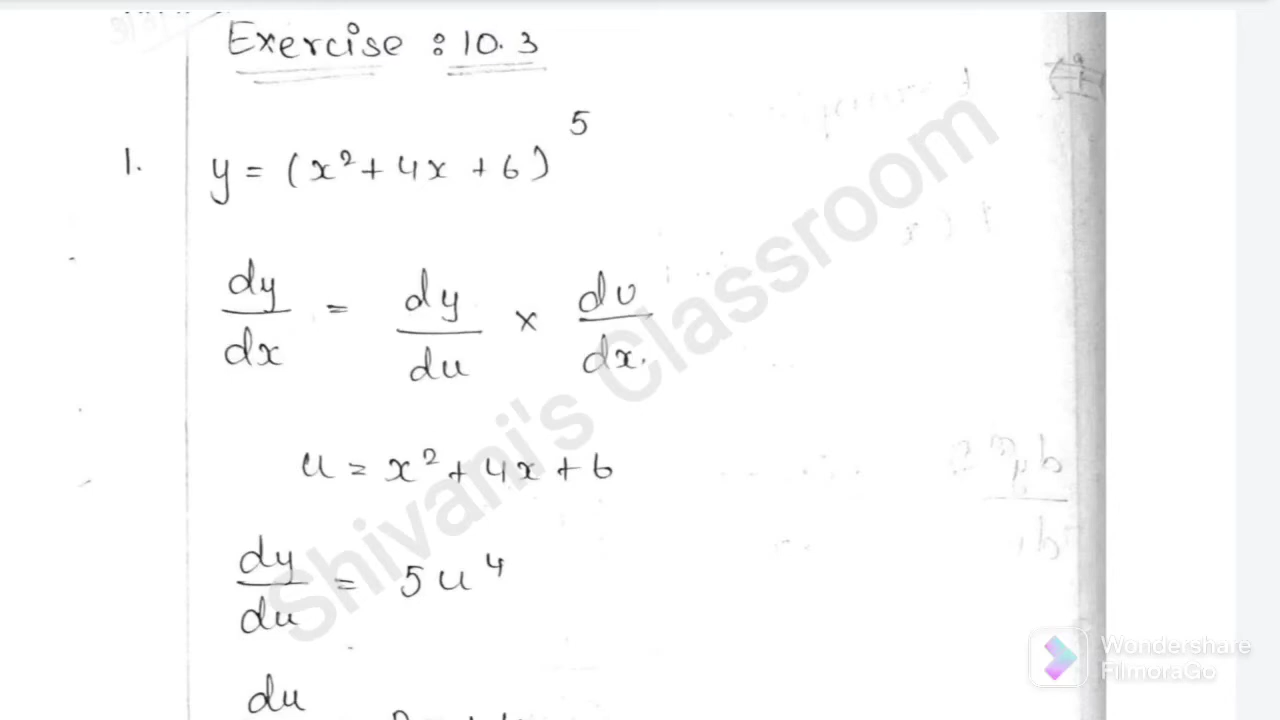 Exercise : 10.3
1. y = (x² + 4x + 6)⁵
dy/dx = dy/du × du/dx.
u = x² + 4x + 6
dy/du = 5u⁴
du
Shivani's Classroom
Wondershare
FilmoraGo